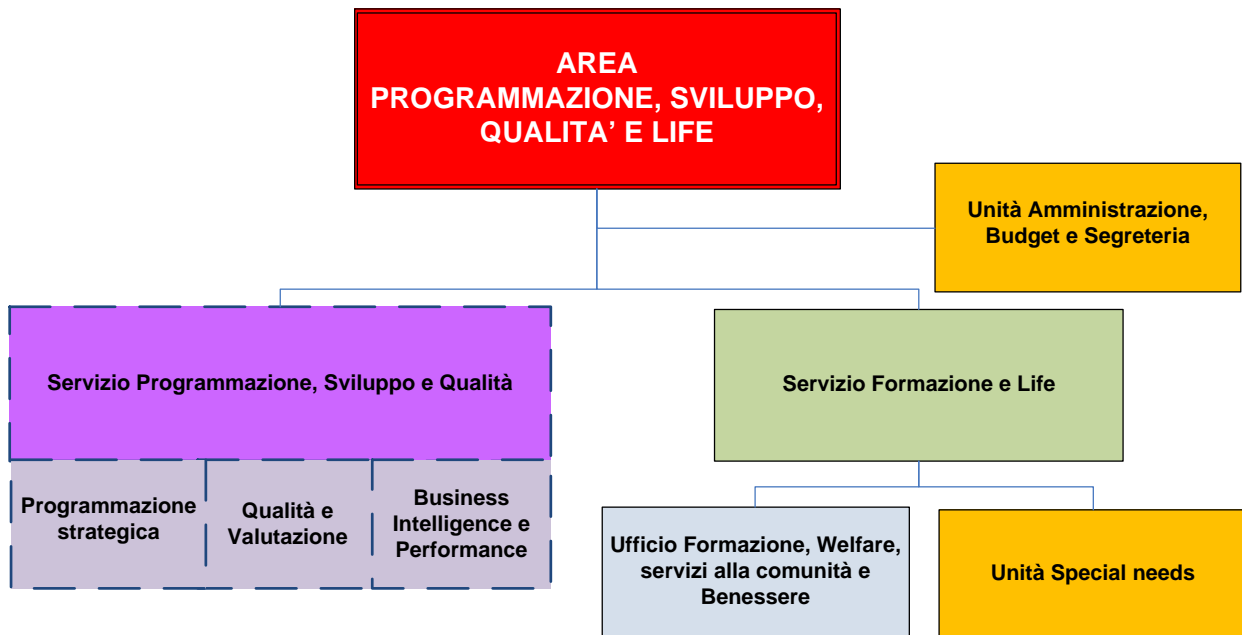 AREA
PROGRAMMAZIONE, SVILUPPO,
QUALITA' E LIFE
Unità Amministrazione,
Budget e Segreteria
Servizio Programmazione, Sviluppo e Qualità
Servizio Formazione e Life
Programmazione
strategica
Qualità e
Valutazione
Business
Intelligence e
Performance
Ufficio Formazione, Welfare,
servizi alla comunità e
Benessere
Unità Special needs